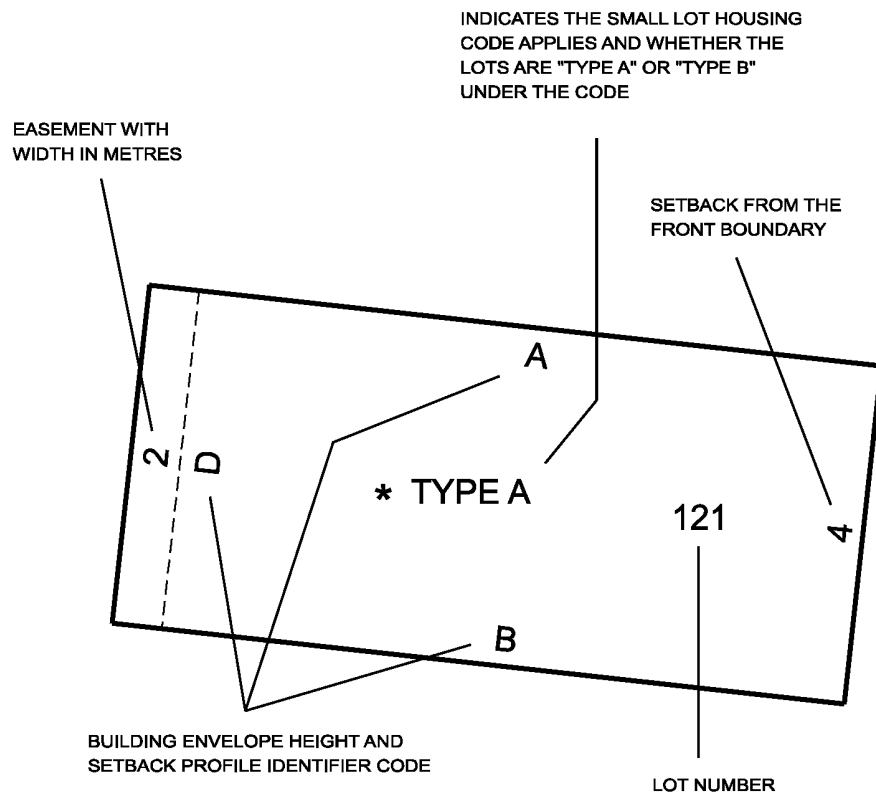 INDICATES THE SMALL LOT HOUSING
CODE APPLIES AND WHETHER THE
LOTS ARE "TYPE A" OR "TYPE B"
UNDER THE CODE
EASEMENT WITH
WIDTH IN METRES
SETBACK FROM THE
FRONT BOUNDARY
A
2
D
* TYPE A
121
4
B
BUILDING ENVELOPE HEIGHT AND
SETBACK PROFILE IDENTIFIER CODE
LOT NUMBER